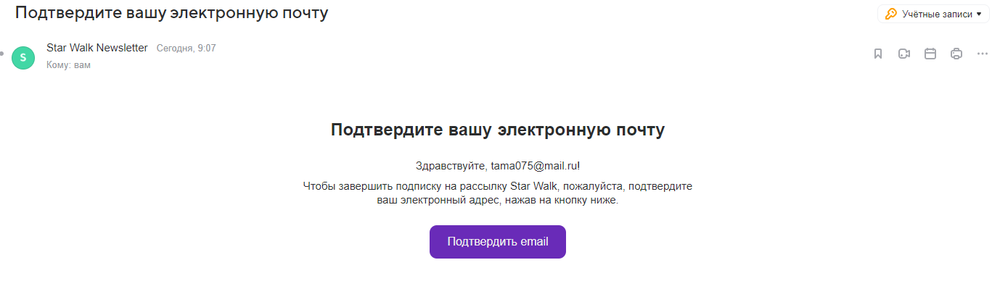 Подтвердите вашу электронную почту
Учётные записи
S
Star Walk Newsletter Сегодня, 9:07
Кому: вам
Подтвердите вашу электронную почту
Здравствуйте, tama075@mail.ru!
Чтобы завершить подписку на рассылку Star Walk, пожалуйста, подтвердите
ваш электронный адрес, нажав на кнопку ниже.
Подтвердить email